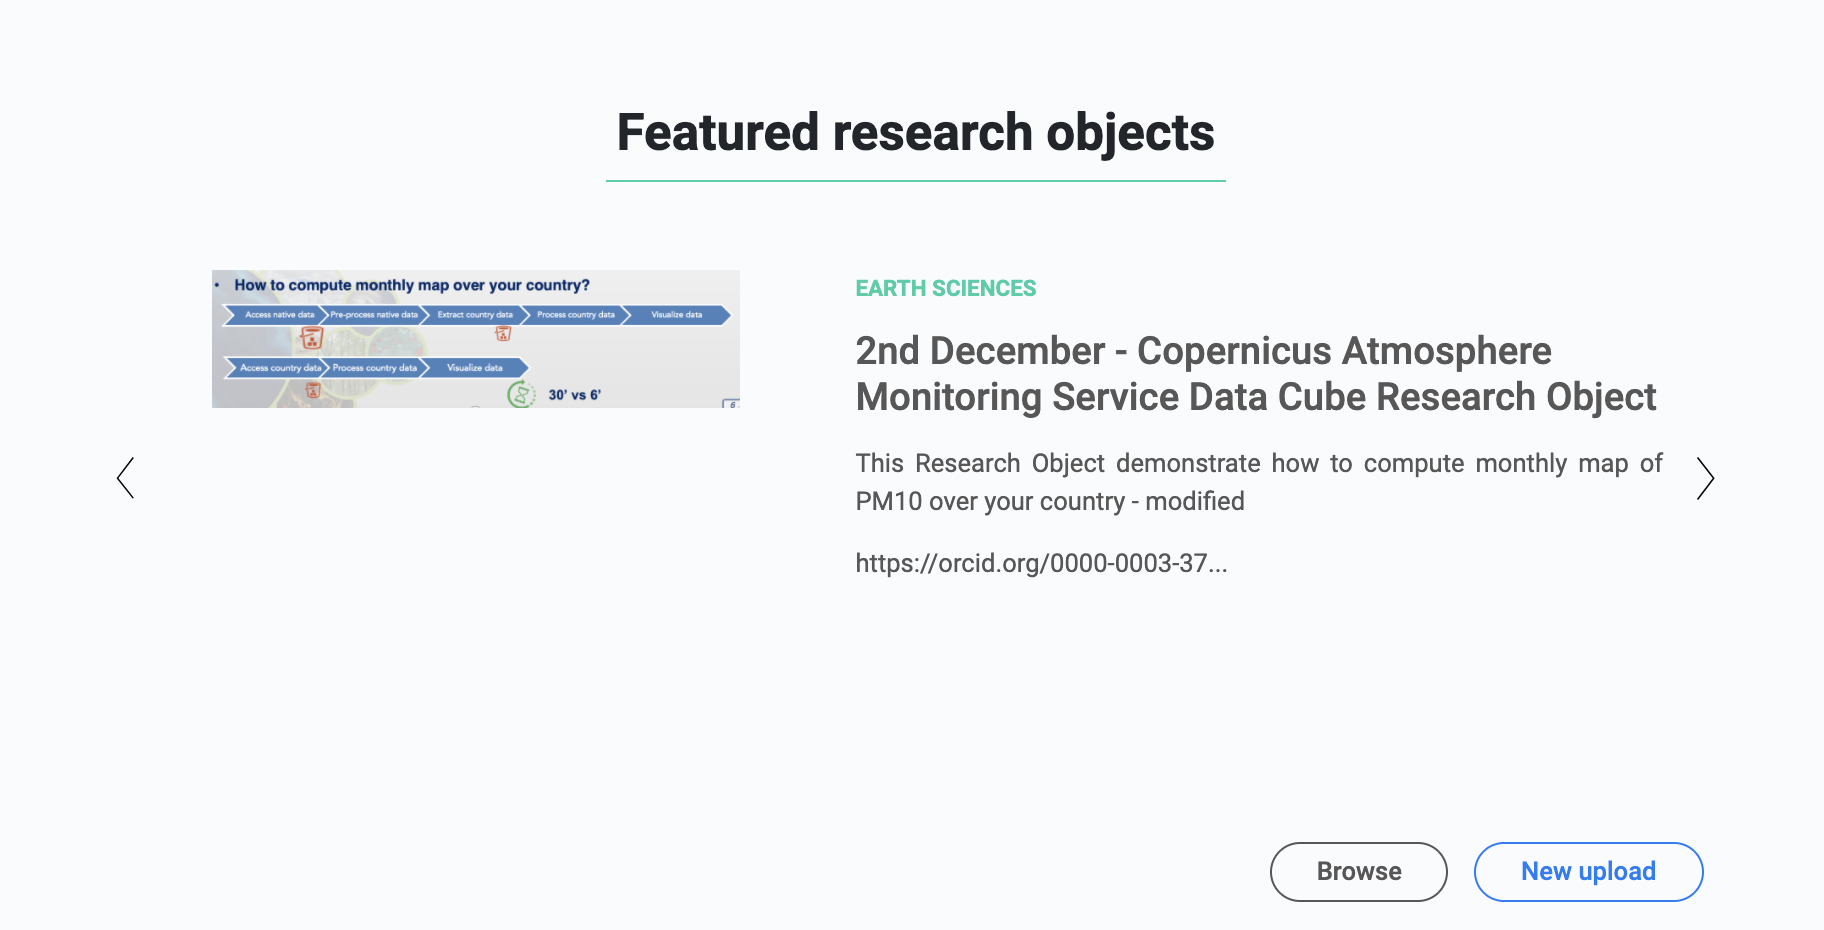 Featured research objects
• How to compute monthly map over your country?
Access native data Pre-process native data Extract country data Process country data Visualize data
Access country data Process country data Visualize data
30' vs 6'
6
EARTH SCIENCES
2nd December - Copernicus Atmosphere
Monitoring Service Data Cube Research Object
This Research Object demonstrate how to compute monthly map of
PM10 over your country - modified
https://orcid.org/0000-0003-37...
Browse New upload